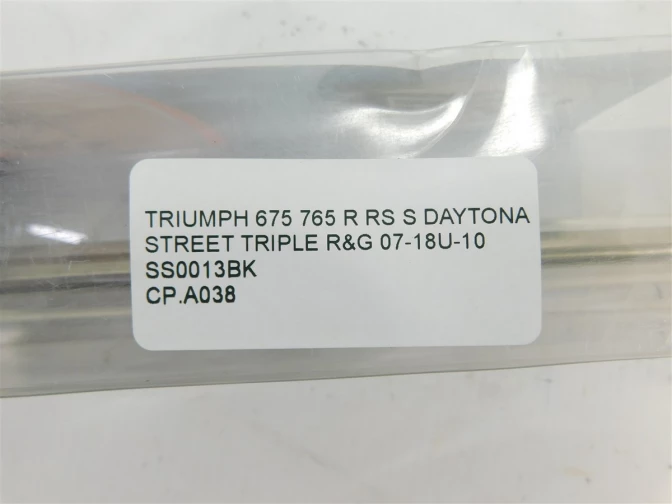 TRIUMPH 675 765 R RS S DAYTONA
STREET TRIPLE R&G 07-18U-10
SS0013BK
CP.A038